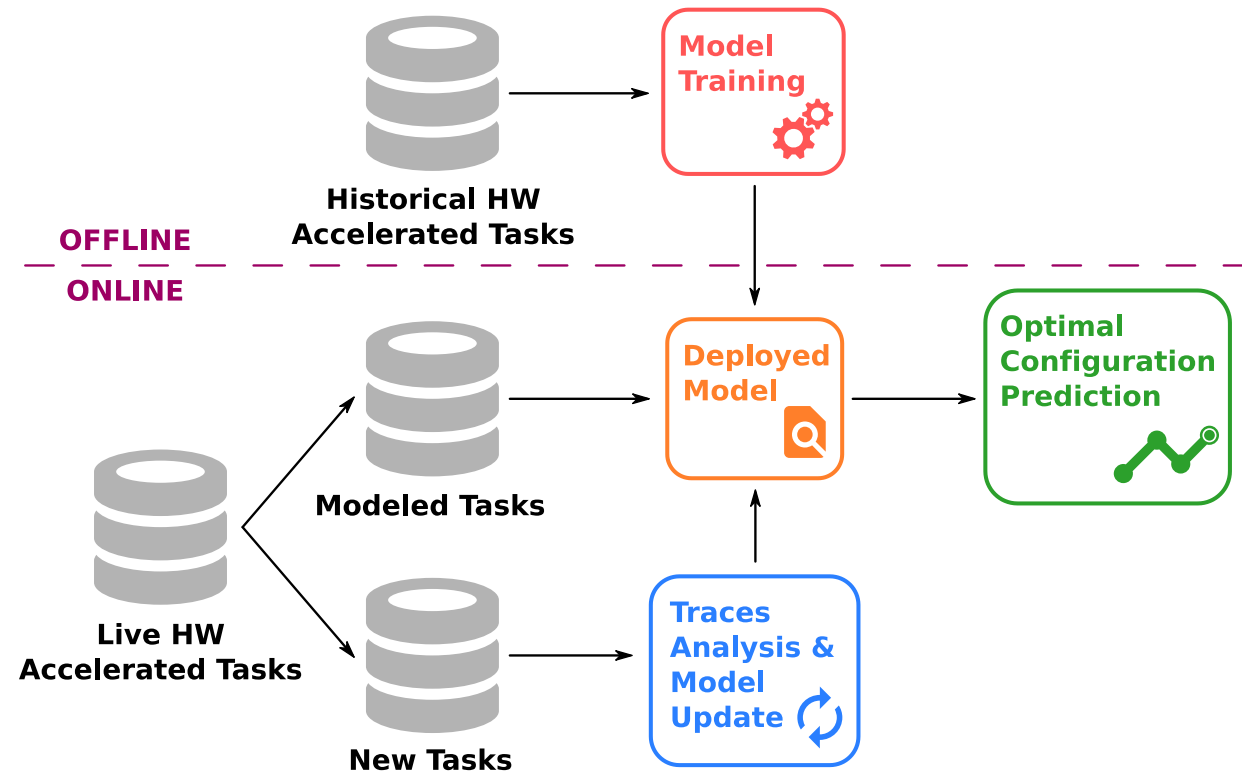 Model
Training
Historical HW
Accelerated Tasks
OFFLINE
ONLINE
Deployed
Model
Optimal
Configuration
Prediction
Modeled Tasks
Live HW
Accelerated Tasks
Traces
Analysis &
Model
Update
New Tasks